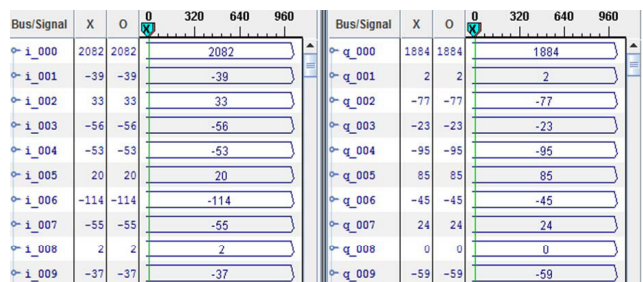 Bus/Signal X O 0 320 640 960 Bus/Signal X O 0 320 640 960
X X
i_000 2082 2082 2082 q_000 1884 1884 1884
i_001 -39 -39 -39 q_001 2 2 2
i_002 33 33 33 q_002 -77 -77 -77
i_003 -56 -56 -56 q_003 -23 -23 -23
i_004 -53 -53 -53 q_004 -95 -95 -95
i_005 20 20 20 q_005 85 85 85
i_006 -114 -114 -114 q_006 -45 -45 -45
i_007 -55 -55 -55 q_007 24 24 24
i_008 2 2 2 q_008 0 0 0
i_009 -37 -37 -37 q_009 -59 -59 -59